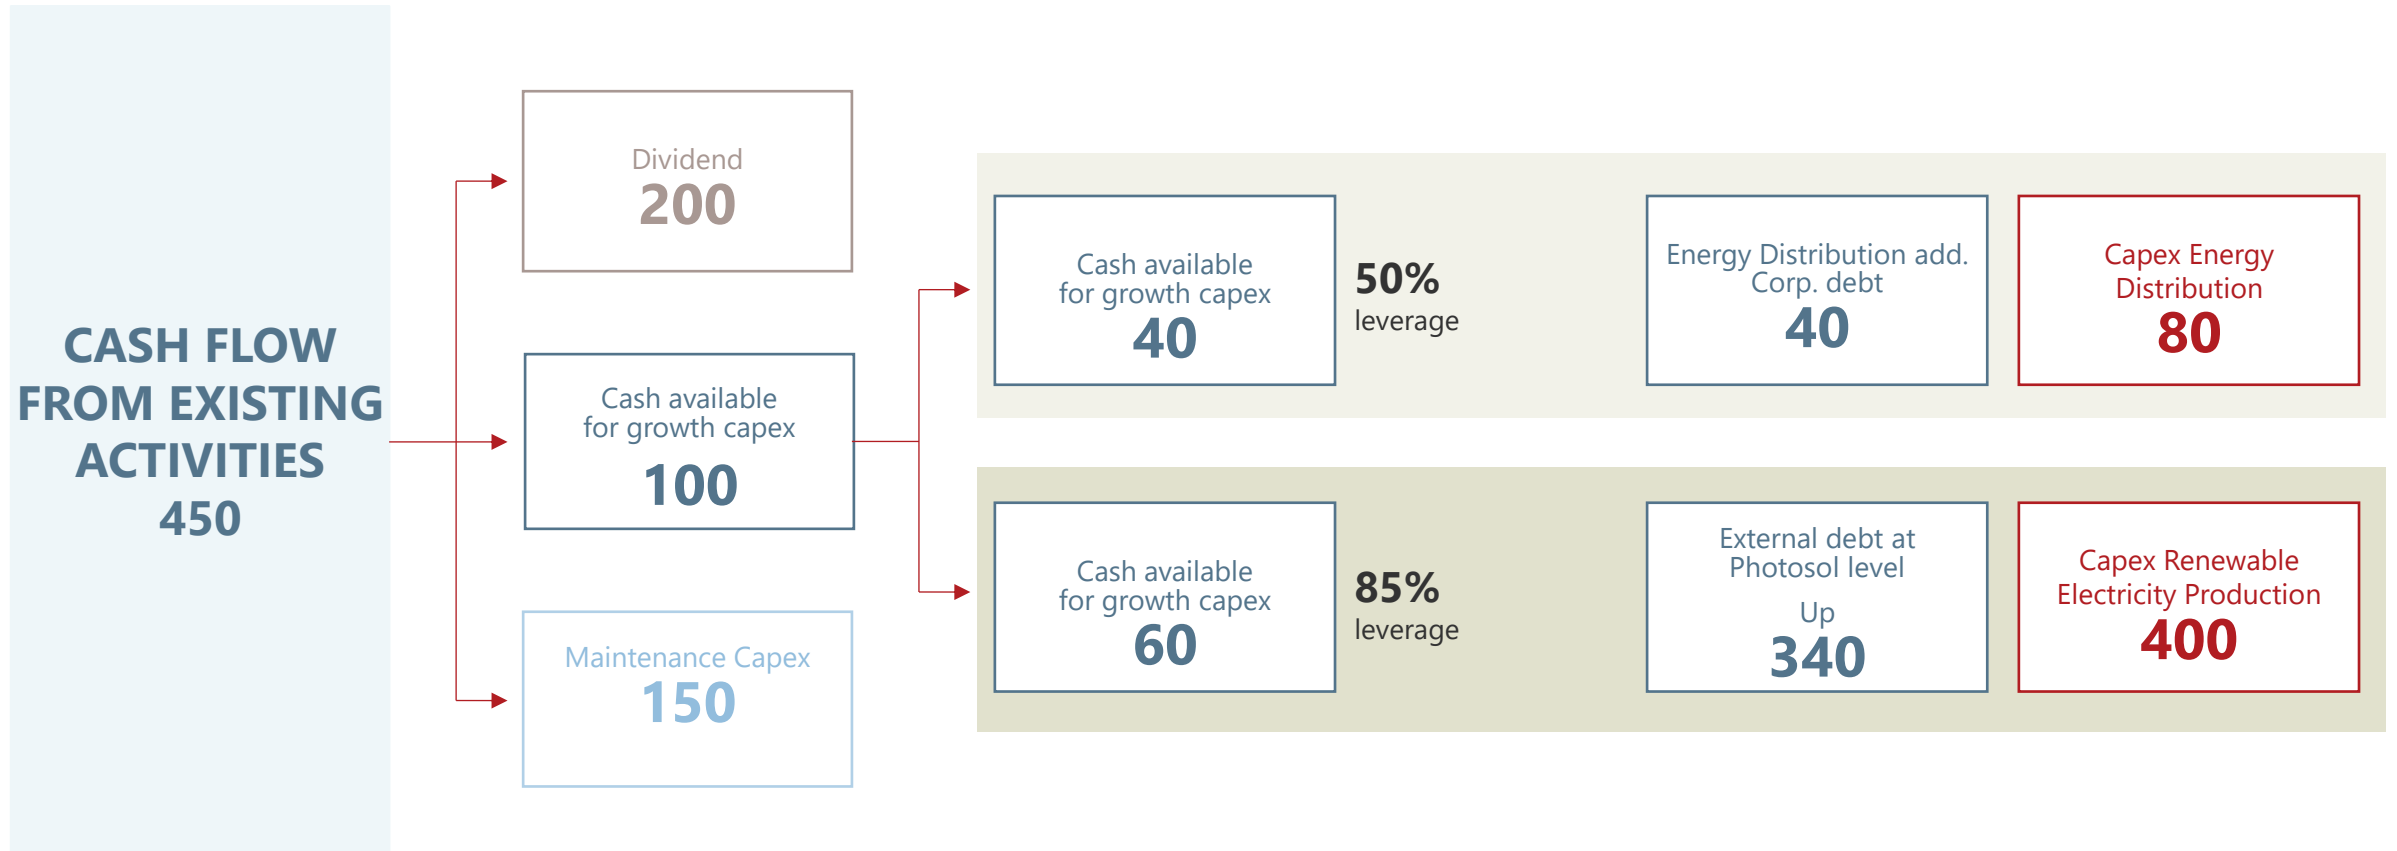 CASH FLOW
FROM EXISTING
ACTIVITIES
450
Dividend
200
Cash available
for growth capex
100
Maintenance Capex
150
Cash available
for growth capex
40
50%
leverage
Energy Distribution add.
Corp. debt
40
Capex Energy
Distribution
80
Cash available
for growth capex
60
85%
leverage
External debt at
Photosol level
Up
340
Capex Renewable
Electricity Production
400